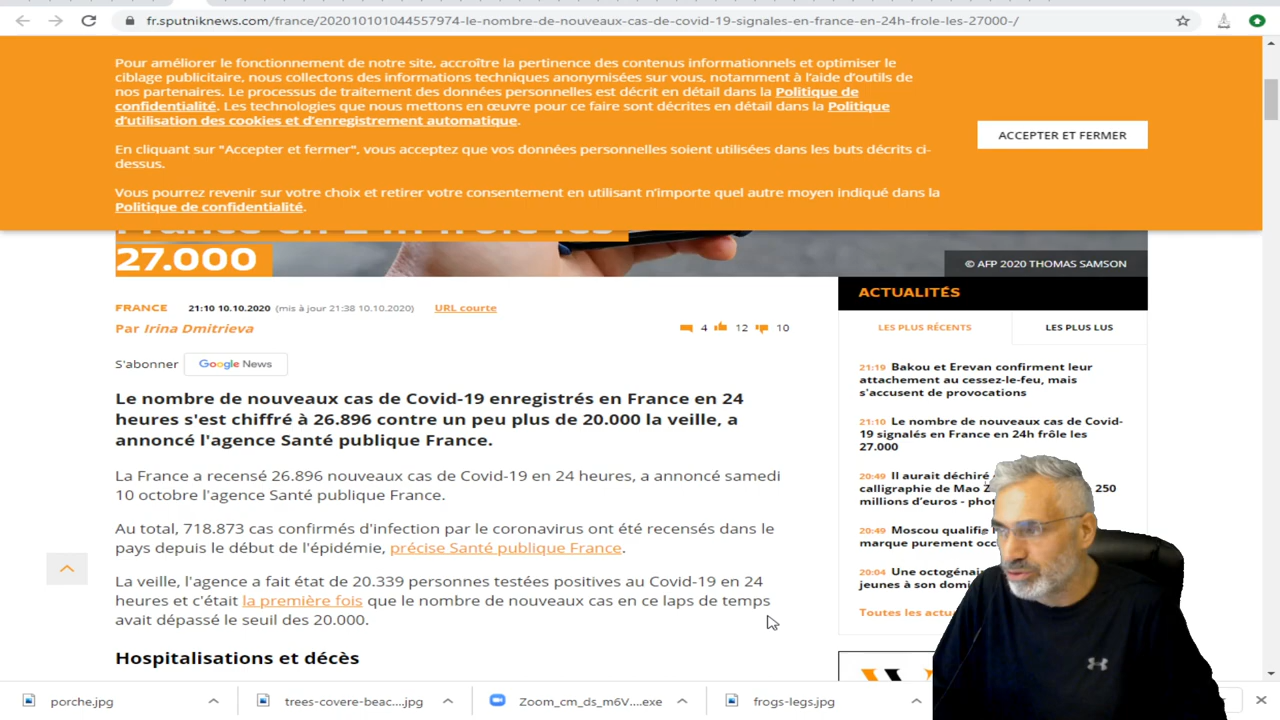 fr.sputniknews.com/france/202010101044557974-le-nombre-de-nouveaux-cas-de-covid-19-signales-en-france-en-24h-frole-les-27000-/
Pour améliorer le fonctionnement de notre site, accroître la pertinence des contenus informationnels et optimiser le
ciblage publicitaire, nous collectons des informations techniques anonymisées sur vous, notamment à l'aide d'outils de
nos partenaires. Le processus de traitement des données personnelles est décrit en détail dans la Politique de
confidentialité. Les technologies que nous mettons en œuvre pour ce faire sont décrites en détail dans la Politique
d'utilisation des cookies et d'enregistrement automatique.
En cliquant sur "Accepter et fermer", vous acceptez que vos données personnelles soient utilisées dans les buts décrits ci-
dessus.
Vous pourrez revenir sur votre choix et retirer votre consentement en utilisant n'importe quel autre moyen indiqué dans la
Politique de confidentialité.
ACCEPTER ET FERMER
27.000
© AFP 2020 THOMAS SAMSON
FRANCE 21:10 10.10.2020 (mis à jour 21:38 10.10.2020) URL courte
Par Irina Dmitrieva
4 12 10
S'abonner Google News
Le nombre de nouveaux cas de Covid-19 enregistrés en France en 24
heures s'est chiffré à 26.896 contre un peu plus de 20.000 la veille, a
annoncé l'agence Santé publique France.
La France a recensé 26.896 nouveaux cas de Covid-19 en 24 heures, a annoncé samedi
10 octobre l'agence Santé publique France.
Au total, 718.873 cas confirmés d'infection par le coronavirus ont été recensés dans le
pays depuis le début de l'épidémie, précise Santé publique France.
La veille, l'agence a fait état de 20.339 personnes testées positives au Covid-19 en 24
heures et c'était la première fois que le nombre de nouveaux cas en ce laps de temps
avait dépassé le seuil des 20.000.
Hospitalisations et décès
ACTUALITÉS
LES PLUS RÉCENTS LES PLUS LUS
21:19 Bakou et Erevan confirment leur
attachement au cessez-le-feu, mais
s'accusent de provocations
21:10 Le nombre de nouveaux cas de Covid-
19 signalés en France en 24h frôle les
27.000
20:49 Il aurait déchiré
calligraphie de Mao 250
millions d'euros - 
20:49 Moscou
marque purement
20:04 Une
jeunes à son
Toutes les
porche.jpg
trees-covere-beac....jpg
Zoom_cm_ds_m6V....exe
frogs-legs.jpg